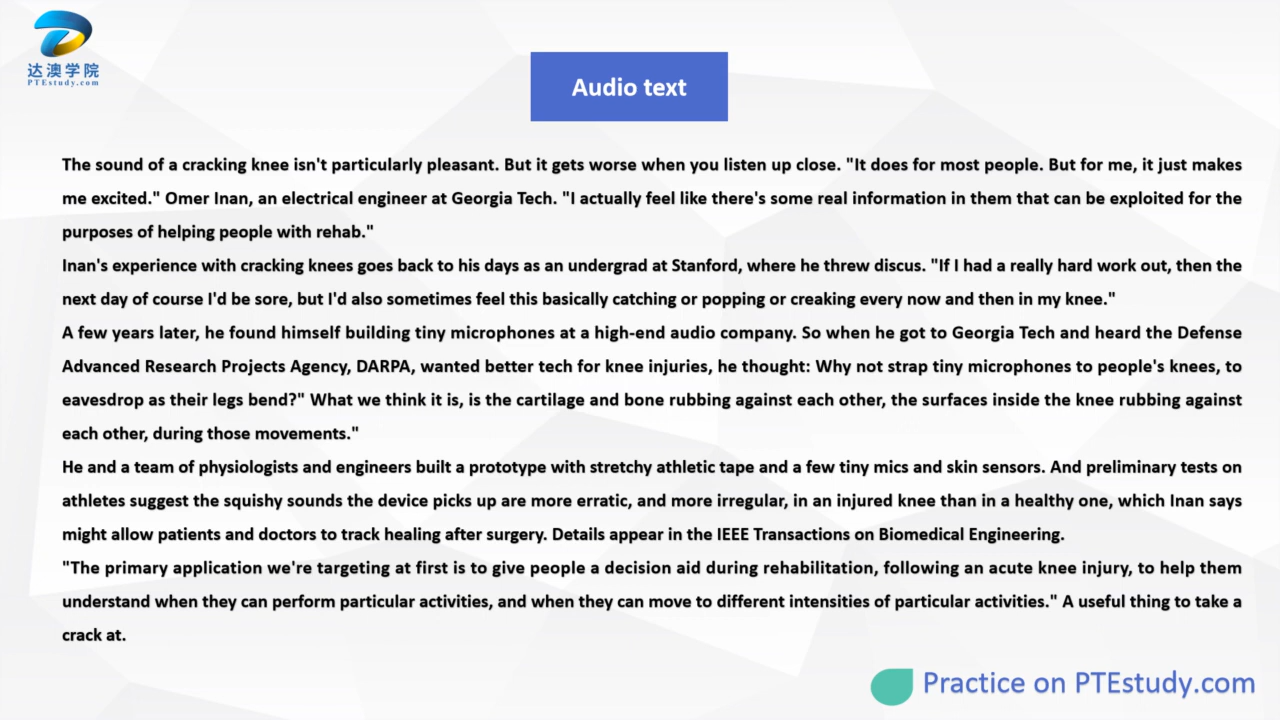 达澳学院
PTEstudy.com
Audio text
The sound of a cracking knee isn't particularly pleasant. But it gets worse when you listen up close. "It does for most people. But for me, it just makes
me excited." Omer Inan, an electrical engineer at Georgia Tech. "I actually feel like there's some real information in them that can be exploited for the
purposes of helping people with rehab."
Inan's experience with cracking knees goes back to his days as an undergrad at Stanford, where he threw discus. "If I had a really hard work out, then the
next day of course I'd be sore, but I'd also sometimes feel this basically catching or popping or creaking every now and then in my knee."
A few years later, he found himself building tiny microphones at a high-end audio company. So when he got to Georgia Tech and heard the Defense
Advanced Research Projects Agency, DARPA, wanted better tech for knee injuries, he thought: Why not strap tiny microphones to people's knees, to
eavesdrop as their legs bend?" What we think it is, is the cartilage and bone rubbing against each other, the surfaces inside the knee rubbing against
each other, during those movements."
He and a team of physiologists and engineers built a prototype with stretchy athletic tape and a few tiny mics and skin sensors. And preliminary tests on
athletes suggest the squishy sounds the device picks up are more erratic, and more irregular, in an injured knee than in a healthy one, which Inan says
might allow patients and doctors to track healing after surgery. Details appear in the IEEE Transactions on Biomedical Engineering.
"The primary application we're targeting at first is to give people a decision aid during rehabilitation, following an acute knee injury, to help them
understand when they can perform particular activities, and when they can move to different intensities of particular activities." A useful thing to take a
crack at.
Practice on PTEstudy.com